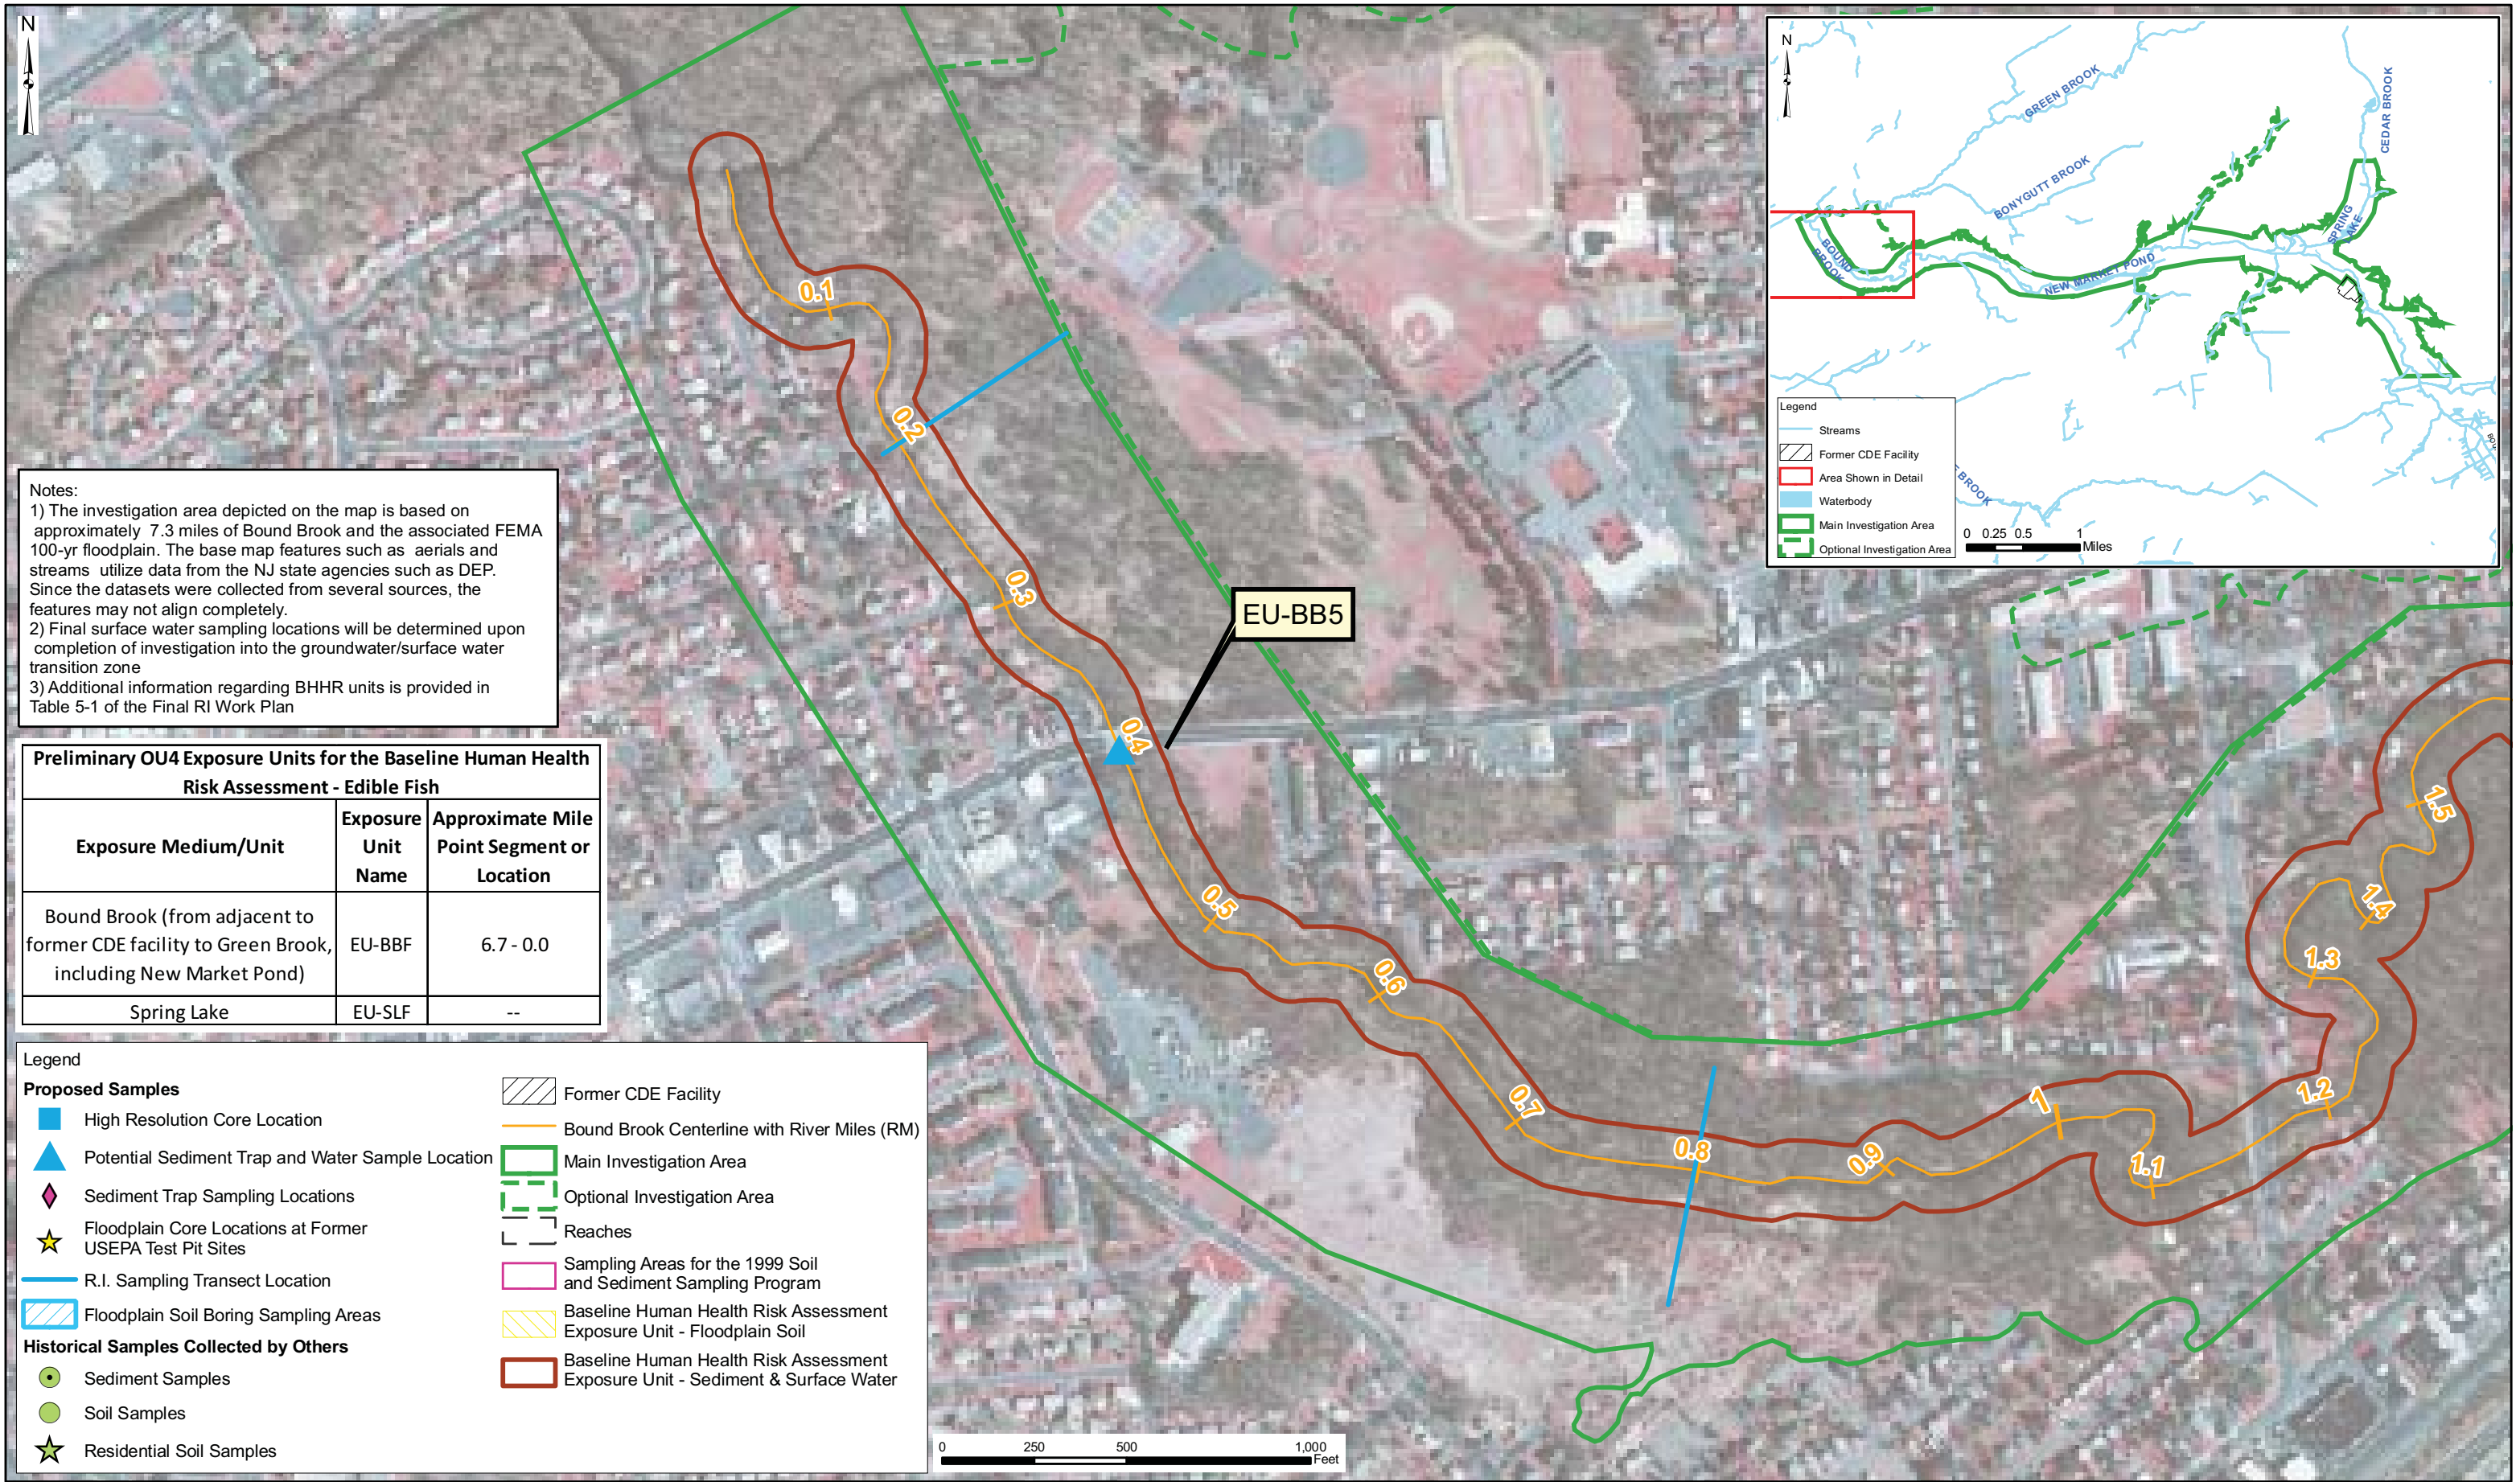 N
0.1
0.2
0.3
EU-BB5
0.4
0.5
0.6
0.7
0.8
0.9
1
1.1
1.2
1.3
1.4
1.5
Notes:
1) The investigation area depicted on the map is based on
approximately 7.3 miles of Bound Brook and the associated FEMA
100-yr floodplain. The base map features such as aerials and
streams utilize data from the NJ state agencies such as DEP.
Since the datasets were collected from several sources, the
features may not align completely.
2) Final surface water sampling locations will be determined upon
completion of investigation into the groundwater/surface water
transition zone
3) Additional information regarding BHHR units is provided in
Table 5-1 of the Final RI Work Plan
Preliminary OU4 Exposure Units for the Baseline Human Health
Risk Assessment - Edible Fish
Exposure Medium/Unit
Exposure
Unit
Name
Approximate Mile
Point Segment or
Location
Bound Brook (from adjacent to
former CDE facility to Green Brook,
including New Market Pond)
EU-BBF
6.7 - 0.0
Spring Lake
EU-SLF
--
Legend
Proposed Samples
High Resolution Core Location
Potential Sediment Trap and Water Sample Location
Sediment Trap Sampling Locations
Floodplain Core Locations at Former
USEPA Test Pit Sites
R.I. Sampling Transect Location
Floodplain Soil Boring Sampling Areas
Historical Samples Collected by Others
Sediment Samples
Soil Samples
Residential Soil Samples
Former CDE Facility
Bound Brook Centerline with River Miles (RM)
Main Investigation Area
Optional Investigation Area
Reaches
Sampling Areas for the 1999 Soil
and Sediment Sampling Program
Baseline Human Health Risk Assessment
Exposure Unit - Floodplain Soil
Baseline Human Health Risk Assessment
Exposure Unit - Sediment & Surface Water
0 250 500 1,000
Feet
N
GREEN BROOK
BONYGUTT BROOK
CEDAR BROOK
SPRING
LAKE
BOUND
BROOK
NEW MARKET POND
BROOK
Legend
Streams
Former CDE Facility
Area Shown in Detail
Waterbody
Main Investigation Area
Optional Investigation Area
0 0.25 0.5 1
Miles